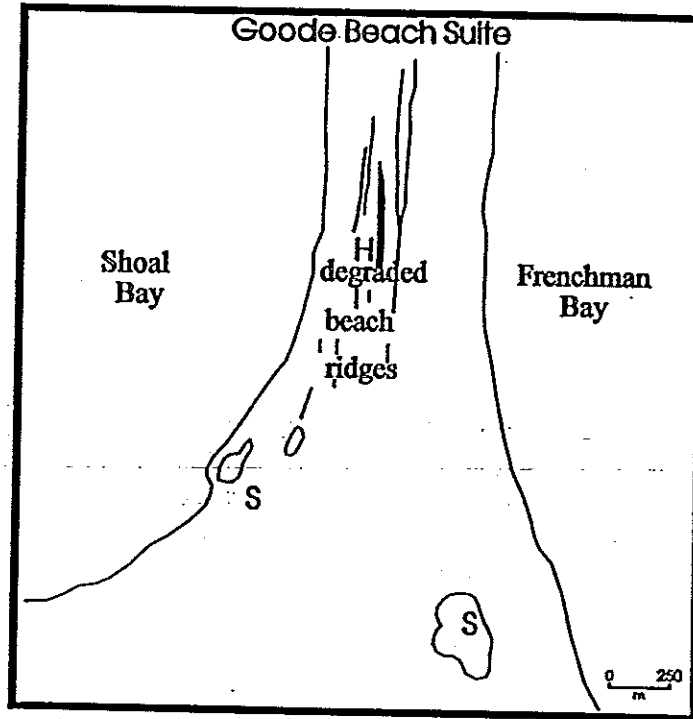 Goode Beach Suite
Shoal
Bay
H
degraded
beach
ridges
Frenchman
Bay
S
S
0 250
m